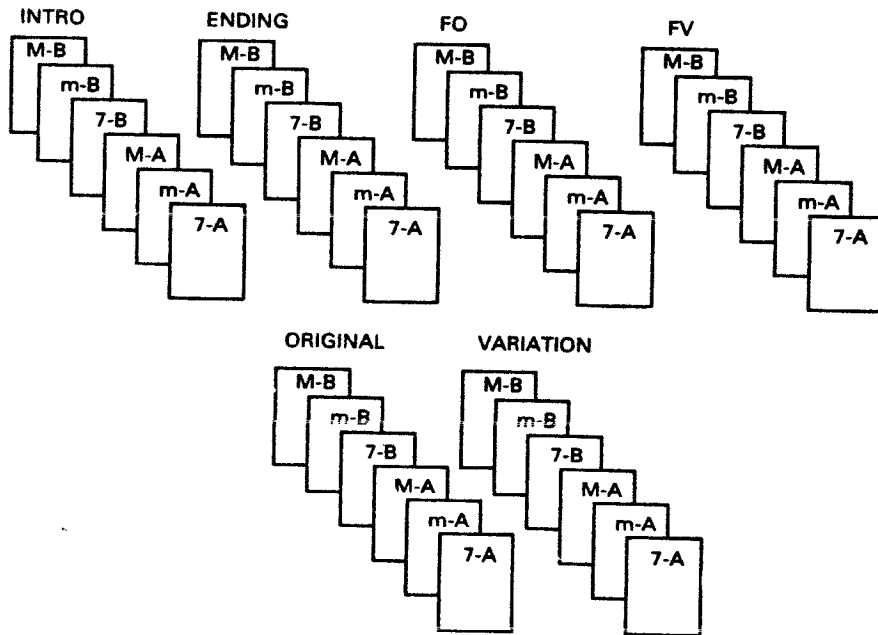 INTRO
M-B
m-B
7-B
M-A
m-A
7-A
ENDING
M-B
m-B
7-B
M-A
m-A
7-A
FO
M-B
m-B
7-B
M-A
m-A
7-A
FV
M-B
m-B
7-B
M-A
m-A
7-A
ORIGINAL
M-B
m-B
7-B
M-A
m-A
7-A
VARIATION
M-B
m-B
7-B
M-A
m-A
7-A